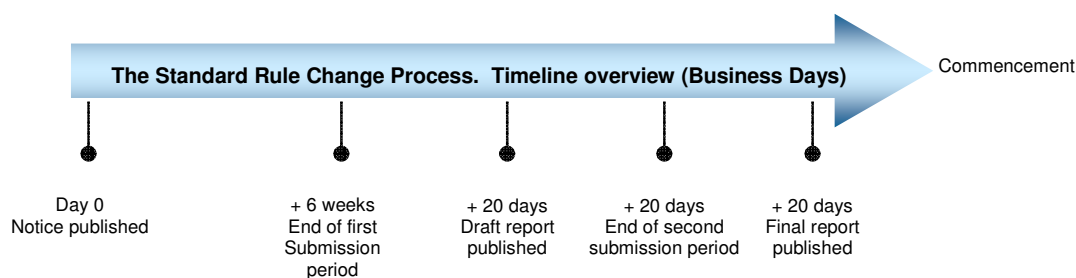 The Standard Rule Change Process.  Timeline overview (Business Days)
Commencement
Day 0
Notice published
+ 6 weeks
End of first
Submission
period
+ 20 days
Draft report
published
+ 20 days
End of second
submission period
+ 20 days
Final report
published